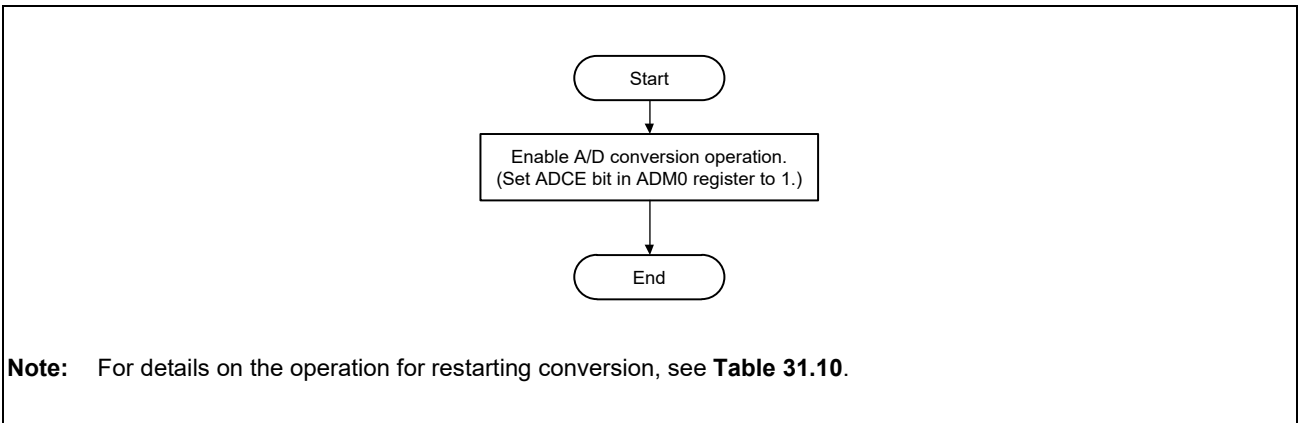 Start
Enable A/D conversion operation.
(Set ADCE bit in ADM0 register to 1.)
End
Note: For details on the operation for restarting conversion, see Table 31.10.